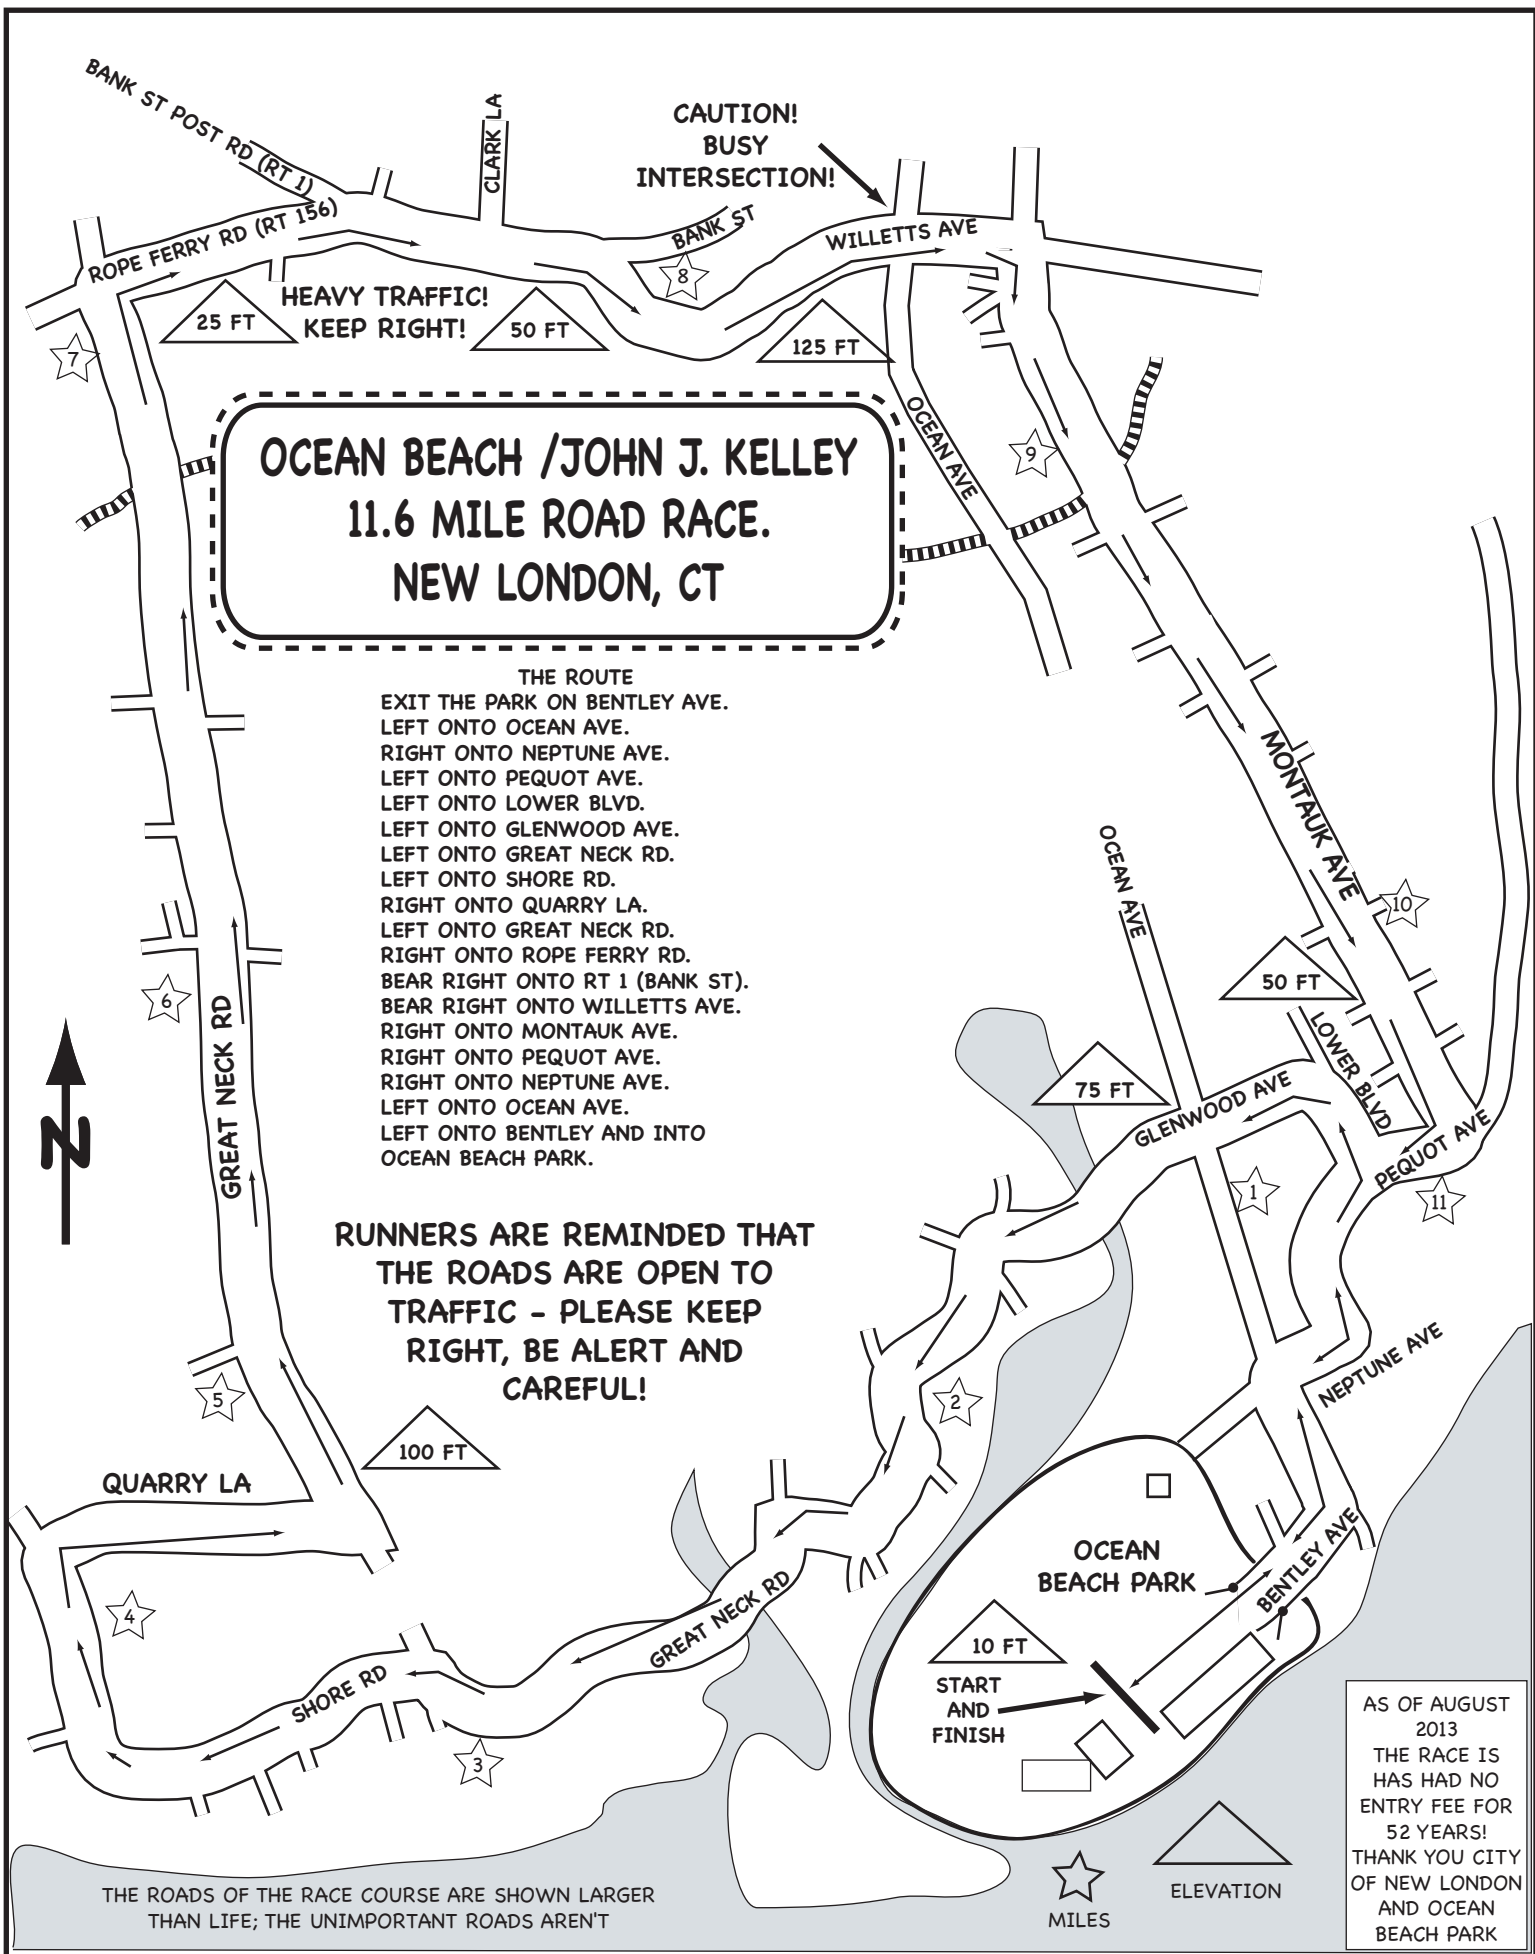 BANK ST POST RD (RT 1)
CLARK LA
CAUTION!
BUSY
INTERSECTION!
ROPE FERRY RD (RT 156)
BANK ST
WILLETTS AVE
8
HEAVY TRAFFIC!
KEEP RIGHT!
25 FT
50 FT
125 FT
7
OCEAN AVE
9
OCEAN BEACH /JOHN J. KELLEY
11.6 MILE ROAD RACE.
NEW LONDON, CT
THE ROUTE
EXIT THE PARK ON BENTLEY AVE.
LEFT ONTO OCEAN AVE.
RIGHT ONTO NEPTUNE AVE.
LEFT ONTO PEQUOT AVE.
LEFT ONTO LOWER BLVD.
LEFT ONTO GLENWOOD AVE.
LEFT ONTO GREAT NECK RD.
LEFT ONTO SHORE RD.
RIGHT ONTO QUARRY LA.
LEFT ONTO GREAT NECK RD.
RIGHT ONTO ROPE FERRY RD.
BEAR RIGHT ONTO RT 1 (BANK ST).
BEAR RIGHT ONTO WILLETTS AVE.
RIGHT ONTO MONTAUK AVE.
RIGHT ONTO PEQUOT AVE.
RIGHT ONTO NEPTUNE AVE.
LEFT ONTO OCEAN AVE.
LEFT ONTO BENTLEY AND INTO
OCEAN BEACH PARK.
MONTAUK AVE
OCEAN AVE
10
50 FT
6
GREAT NECK RD
N
LOWER BLVD
75 FT
GLENWOOD AVE
PEQUOT AVE
1
11
RUNNERS ARE REMINDED THAT
THE ROADS ARE OPEN TO
TRAFFIC - PLEASE KEEP
RIGHT, BE ALERT AND
CAREFUL!
NEPTUNE AVE
5
2
100 FT
QUARRY LA
OCEAN
BEACH PARK
BENTLEY AVE
4
GREAT NECK RD
10 FT
START
AND
FINISH
SHORE RD
3
AS OF AUGUST
2013
THE RACE IS
HAS HAD NO
ENTRY FEE FOR
52 YEARS!
THANK YOU CITY
OF NEW LONDON
AND OCEAN
BEACH PARK
THE ROADS OF THE RACE COURSE ARE SHOWN LARGER
THAN LIFE; THE UNIMPORTANT ROADS AREN'T
MILES
ELEVATION